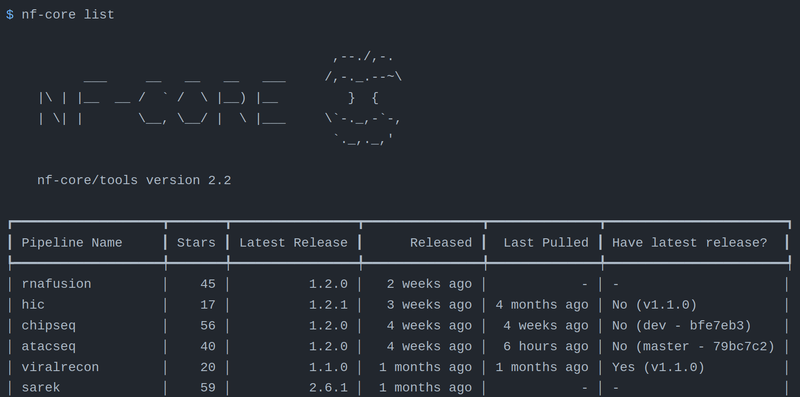 $ nf-core list
                                          ,--./,-.
          ___     __   __   __   ___     /,-._.--~\
    |\ | |__  __ /  ` /  \ |__) |__         }  {
    | \| |       \__, \__/ |  \ |___     \`-._,-`-,
                                          `._,._,'
    nf-core/tools version 2.2
┃ Pipeline Name ┃ Stars ┃ Latest Release ┃ Released ┃ Last Pulled ┃ Have latest release? ┃
│ rnafusion │ 45 │ 1.2.0 │ 2 weeks ago │ - │ - │
│ hic │ 17 │ 1.2.1 │ 3 weeks ago │ 4 months ago │ No (v1.1.0) │
│ chipseq │ 56 │ 1.2.0 │ 4 weeks ago │ 4 weeks ago │ No (dev - bfe7eb3) │
│ atacseq │ 40 │ 1.2.0 │ 4 weeks ago │ 6 hours ago │ No (master - 79bc7c2) │
│ viralrecon │ 20 │ 1.1.0 │ 1 months ago │ 1 months ago │ Yes (v1.1.0) │
│ sarek │ 59 │ 2.6.1 │ 1 months ago │ - │ - │